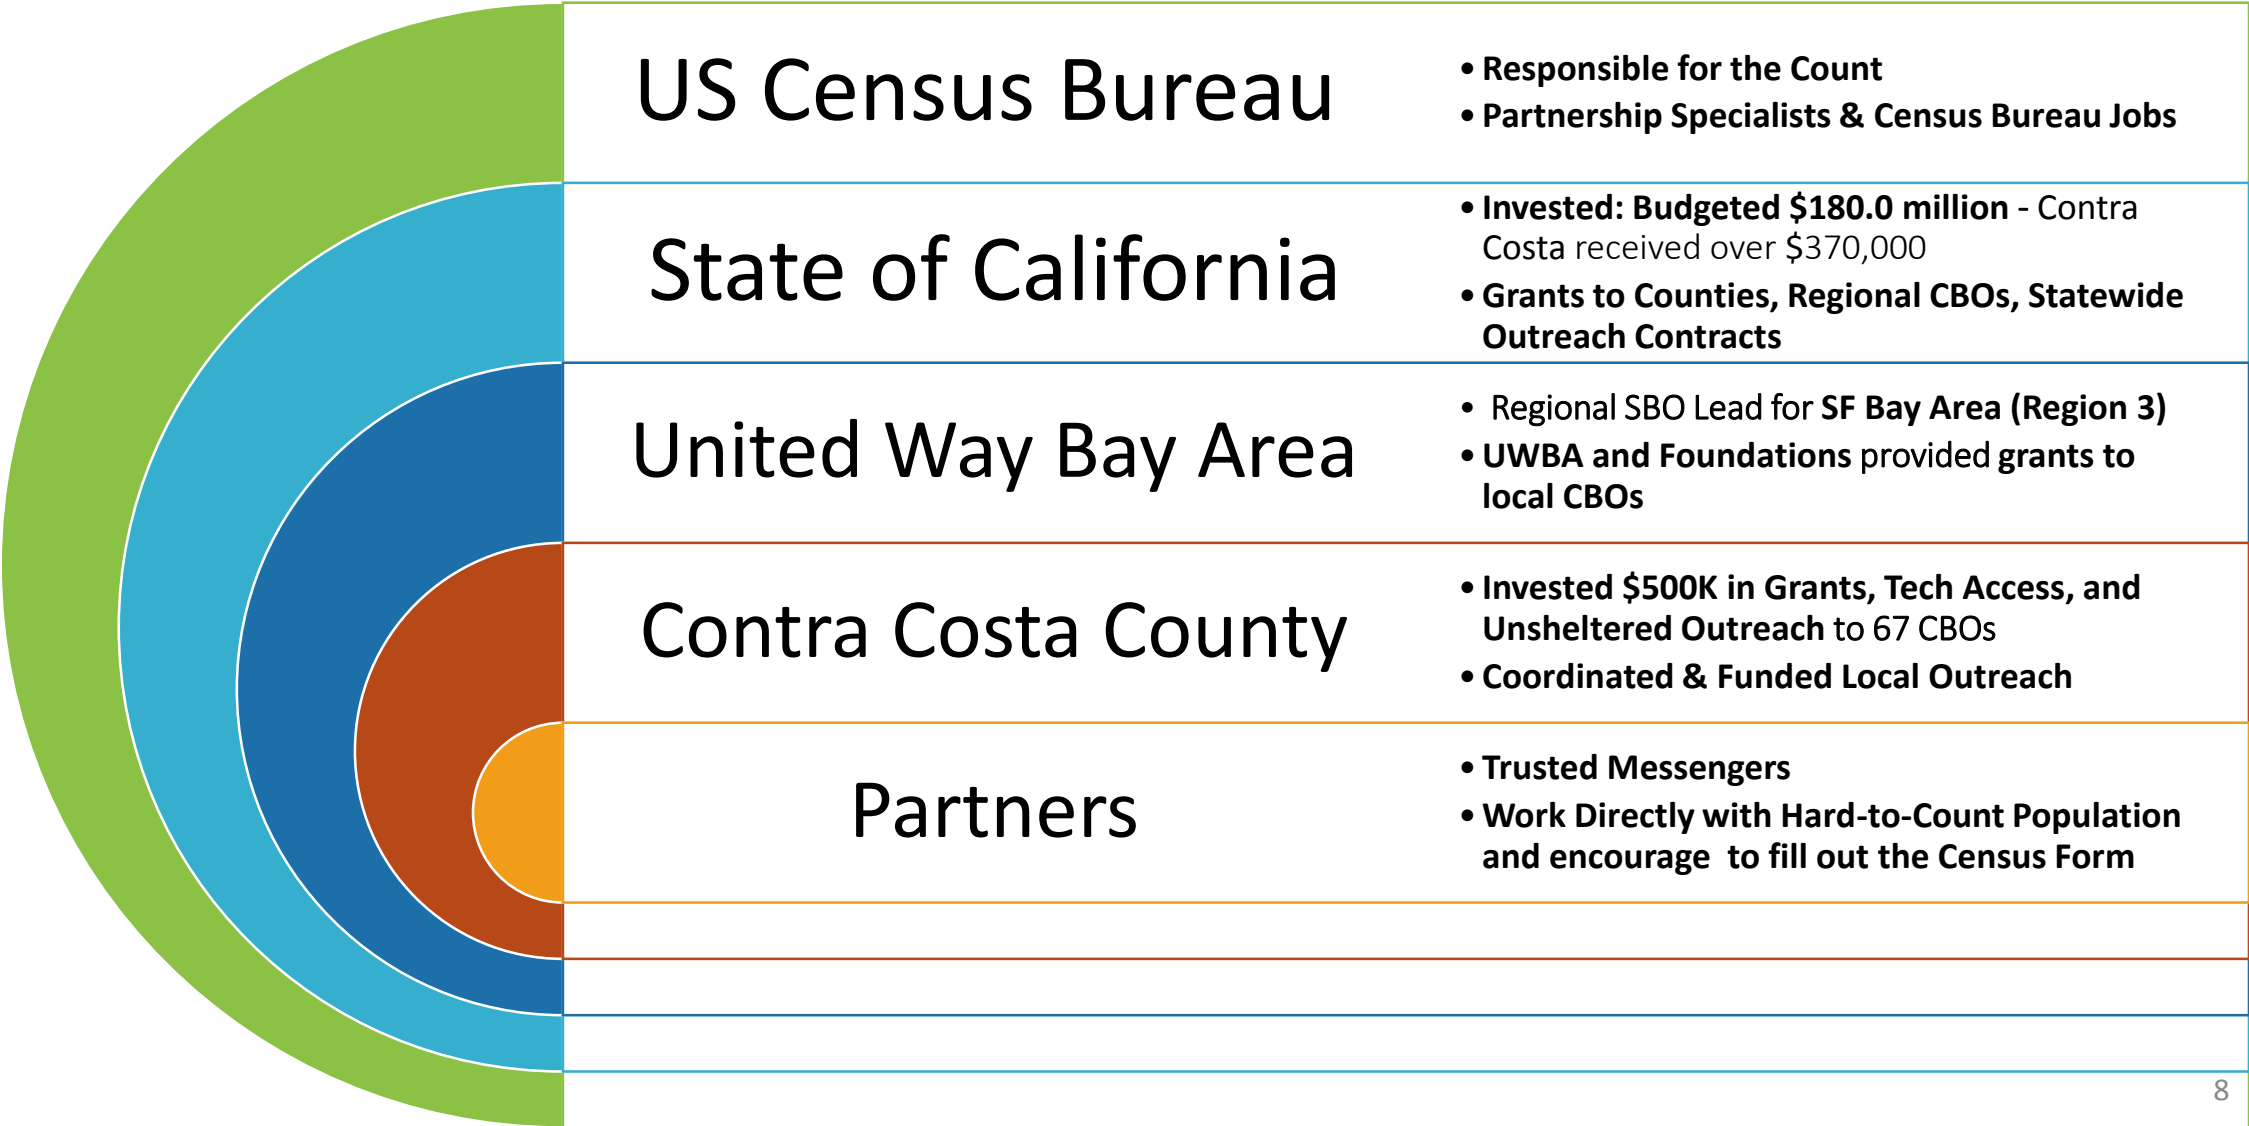 US Census Bureau
• Responsible for the Count
• Partnership Specialists & Census Bureau Jobs
State of California
• Invested: Budgeted $180.0 million - Contra
Costa received over $370,000
• Grants to Counties, Regional CBOs, Statewide
Outreach Contracts
United Way Bay Area
• Regional SBO Lead for SF Bay Area (Region 3)
• UWBA and Foundations provided grants to
local CBOs
Contra Costa County
• Invested $500K in Grants, Tech Access, and
Unsheltered Outreach to 67 CBOs
• Coordinated & Funded Local Outreach
Partners
• Trusted Messengers
• Work Directly with Hard-to-Count Population
and encourage  to fill out the Census Form
8